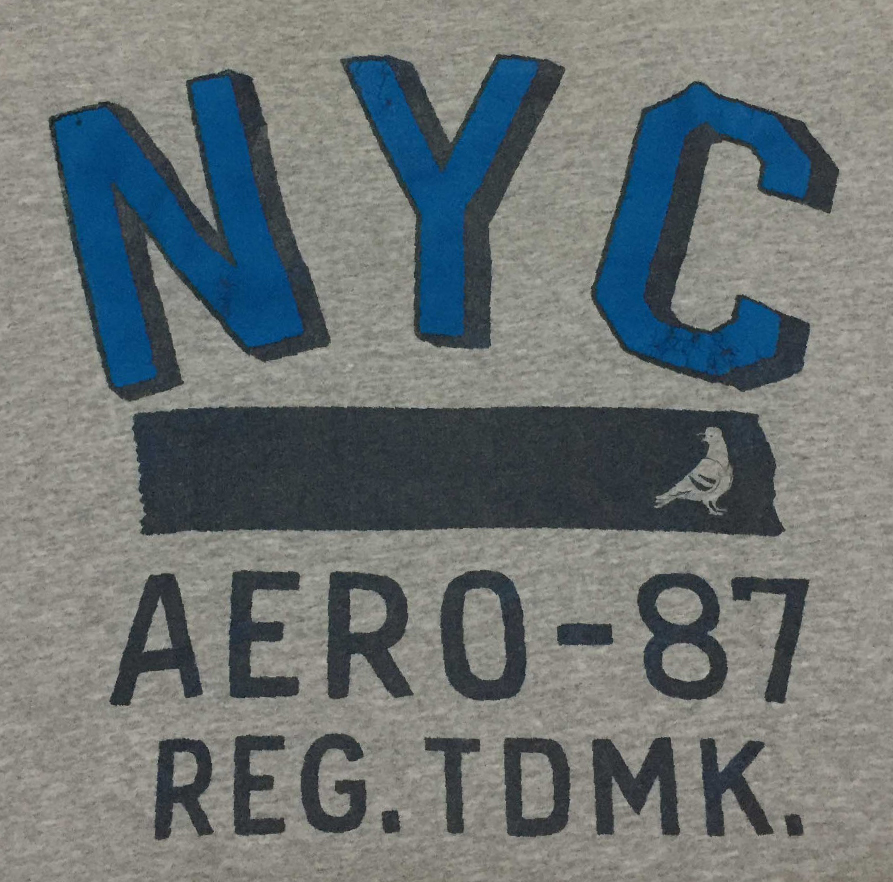 NYC
AERO-87
REG.TDMK.